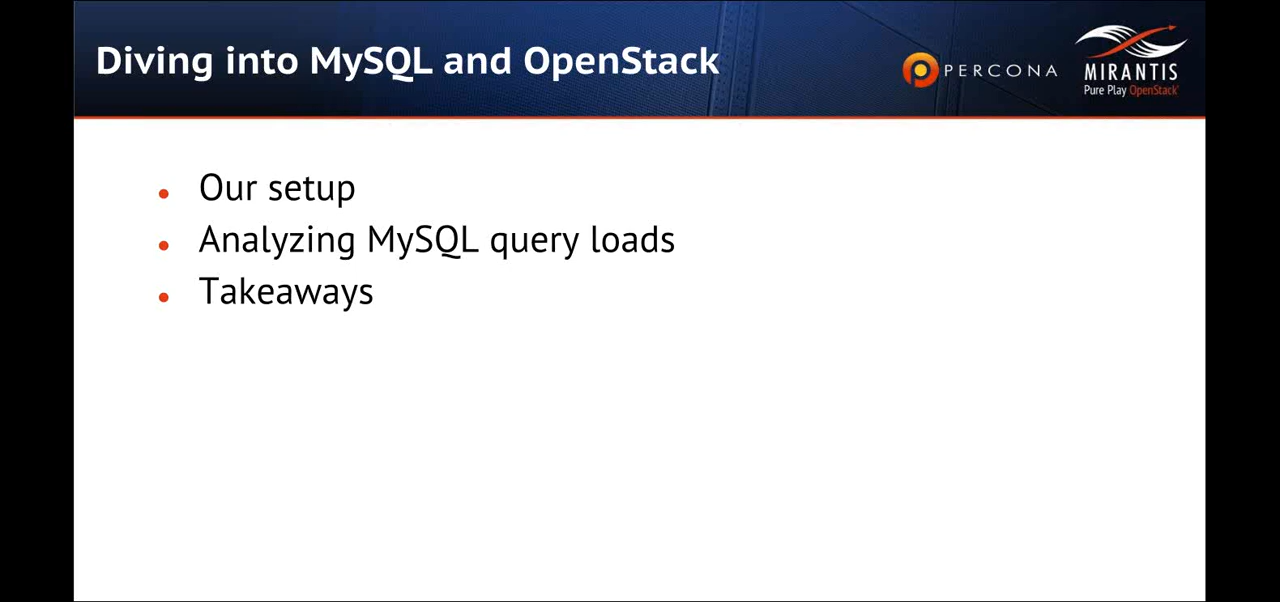 Diving into MySQL and OpenStack
PERCONA
MIRANTIS
Pure Play OpenStack®
Our setup
Analyzing MySQL query loads
Takeaways